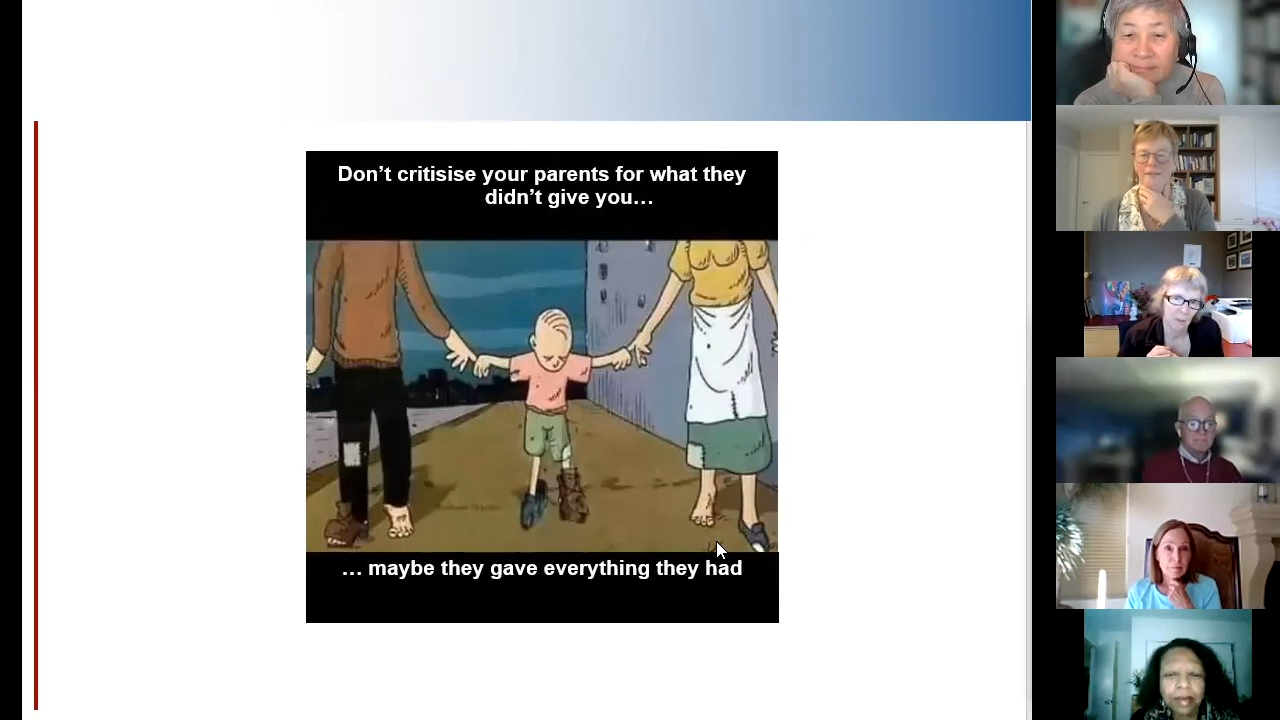 Don't critisise your parents for what they
didn't give you...
... maybe they gave everything they had